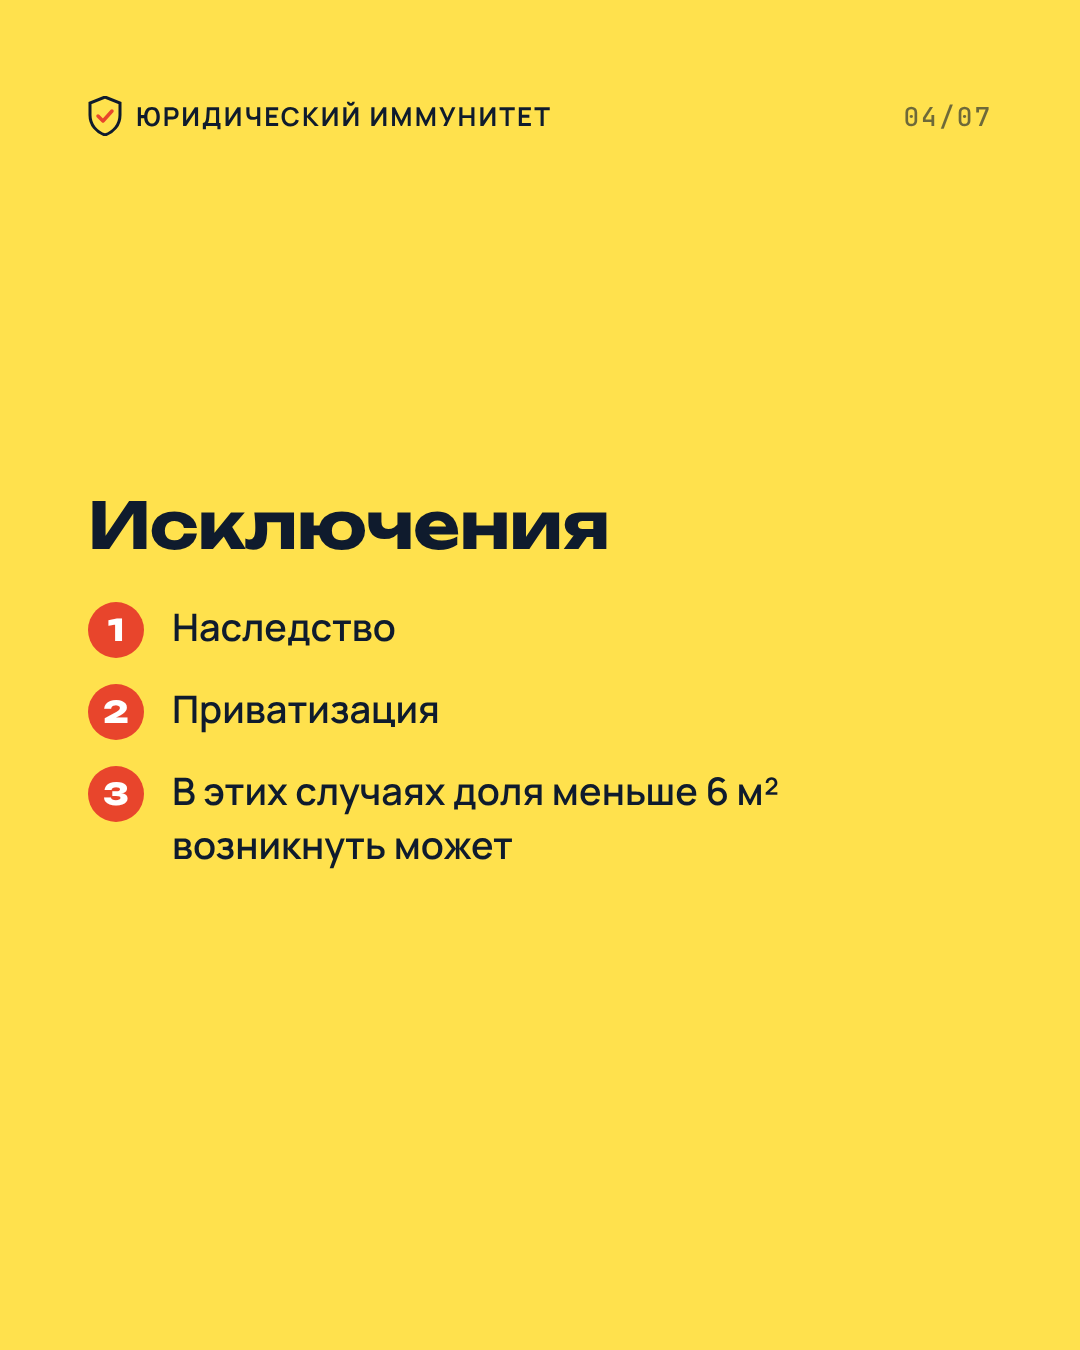 ЮРИДИЧЕСКИЙ ИММУНИТЕТ
04/07
Исключения
1 Наследство
2 Приватизация
3 В этих случаях доля меньше 6 м²
возникнуть может